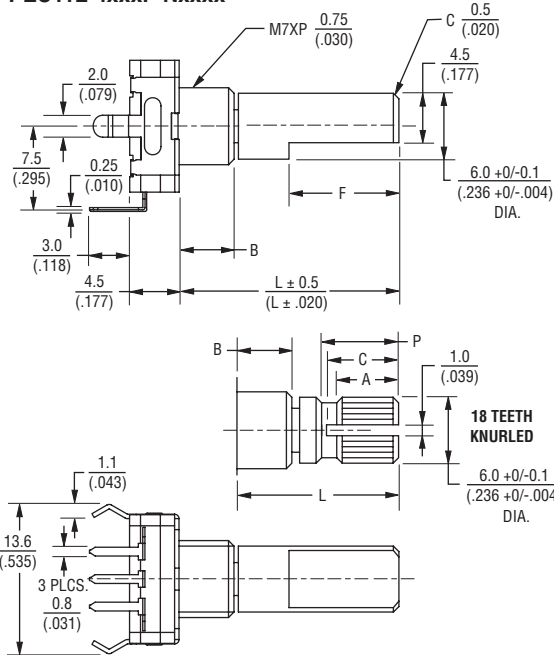 M7XP 0.75
(.030)
C 0.5
(.020)
4.5
(.177)
2.0
(.079)
7.5
(.295)
0.25
(.010)
6.0 +0/-0.1
(.236 +0/-.004)
DIA.
F
B
3.0
(.118)
4.5
(.177)
L ± 0.5
(L ± .020)
B
P
C
A
1.0
(.039)
18 TEETH
KNURLED
L
6.0 +0/-0.1
(.236 +0/-.004
DIA.
1.1
(.043)
13.6
(.535)
3 PLCS.
0.8
(.031)